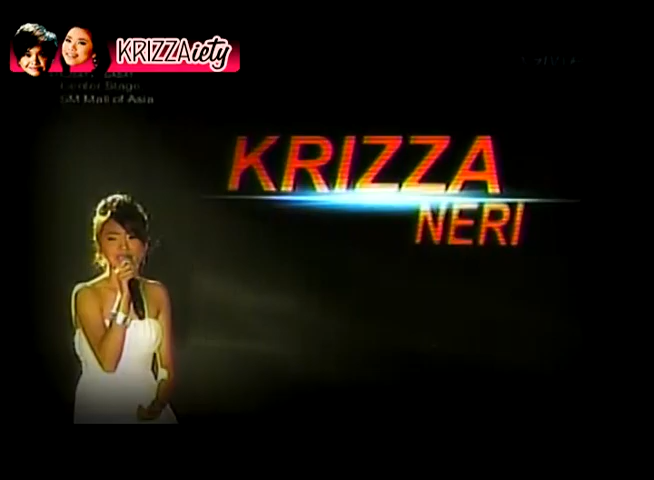 KRIZZAiety
Center Stage
SM Mall of Asia
KRIZZA
NERI